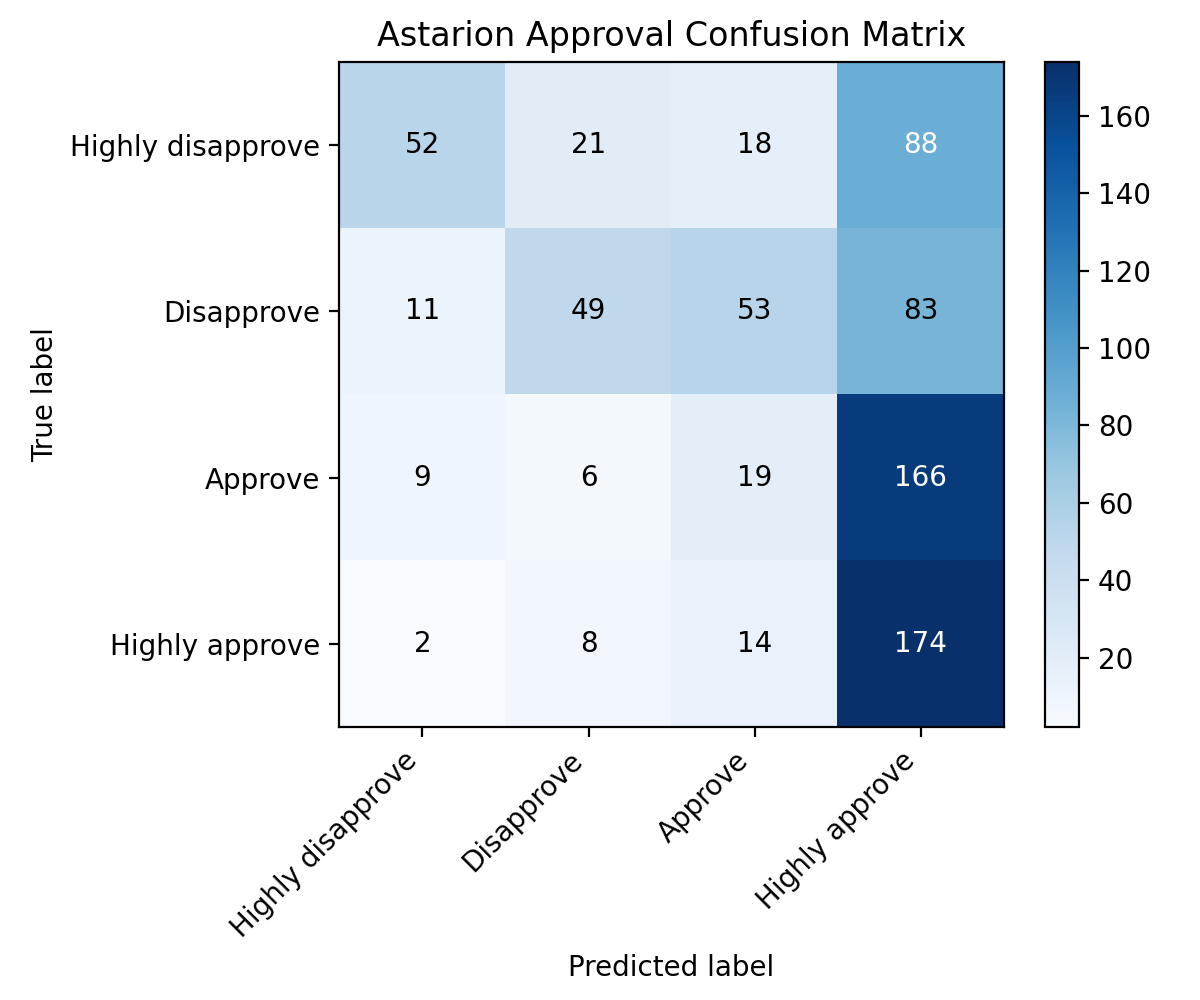 Astarion Approval Confusion Matrix
True label
Highly disapprove
52 21 18 88
Disapprove
11 49 53 83
Approve
9 6 19 166
Highly approve
2 8 14 174
Highly disapprove
Disapprove
Approve
Highly approve
Predicted label
160
140
120
100
80
60
40
20